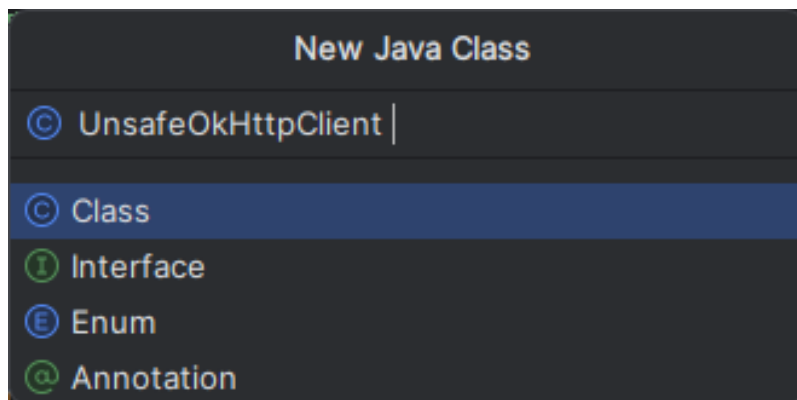 New Java Class
UnsafeOkHttpClient
Class
Interface
Enum
Annotation